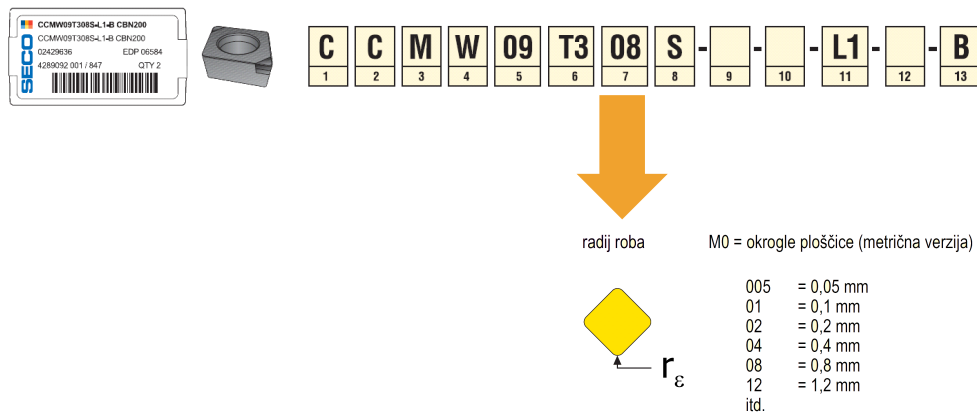 SECO
CCMW09T308S-L1-B CBN200
CCMW09T308S-L1-B CBN200
02429636 EDP 06584
4289092 001 / 847 QTY 2
C C M W 09 T3 08 S - - - L1 - - B
1 2 3 4 5 6 7 8 9 10 11 12 13
radij roba
M0 = okrogle ploščice (metrična verzija)
005 = 0,05 mm
01 = 0,1 mm
02 = 0,2 mm
04 = 0,4 mm
08 = 0,8 mm
12 = 1,2 mm
itd.
rε